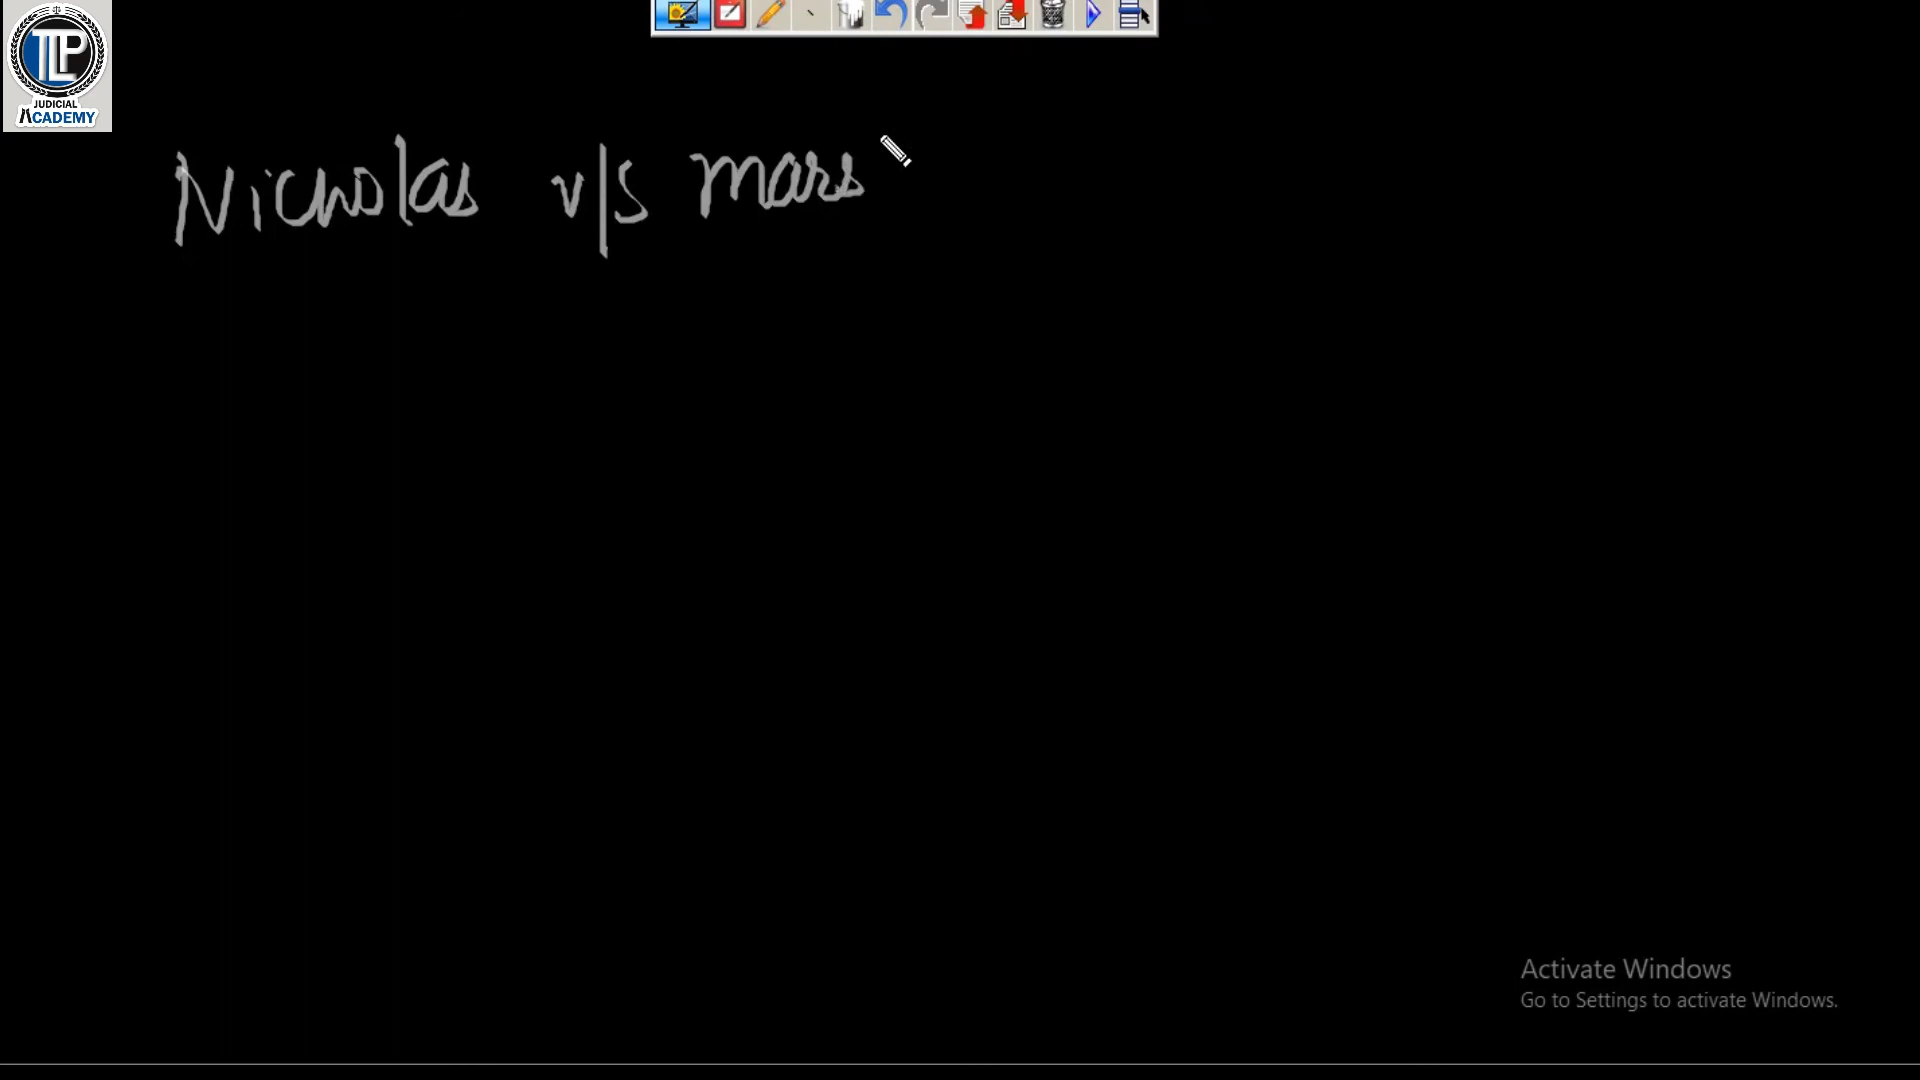 TLP
JUDICIAL
ACADEMY
Nicholas v/s mars
Activate Windows
Go to Settings to activate Windows.